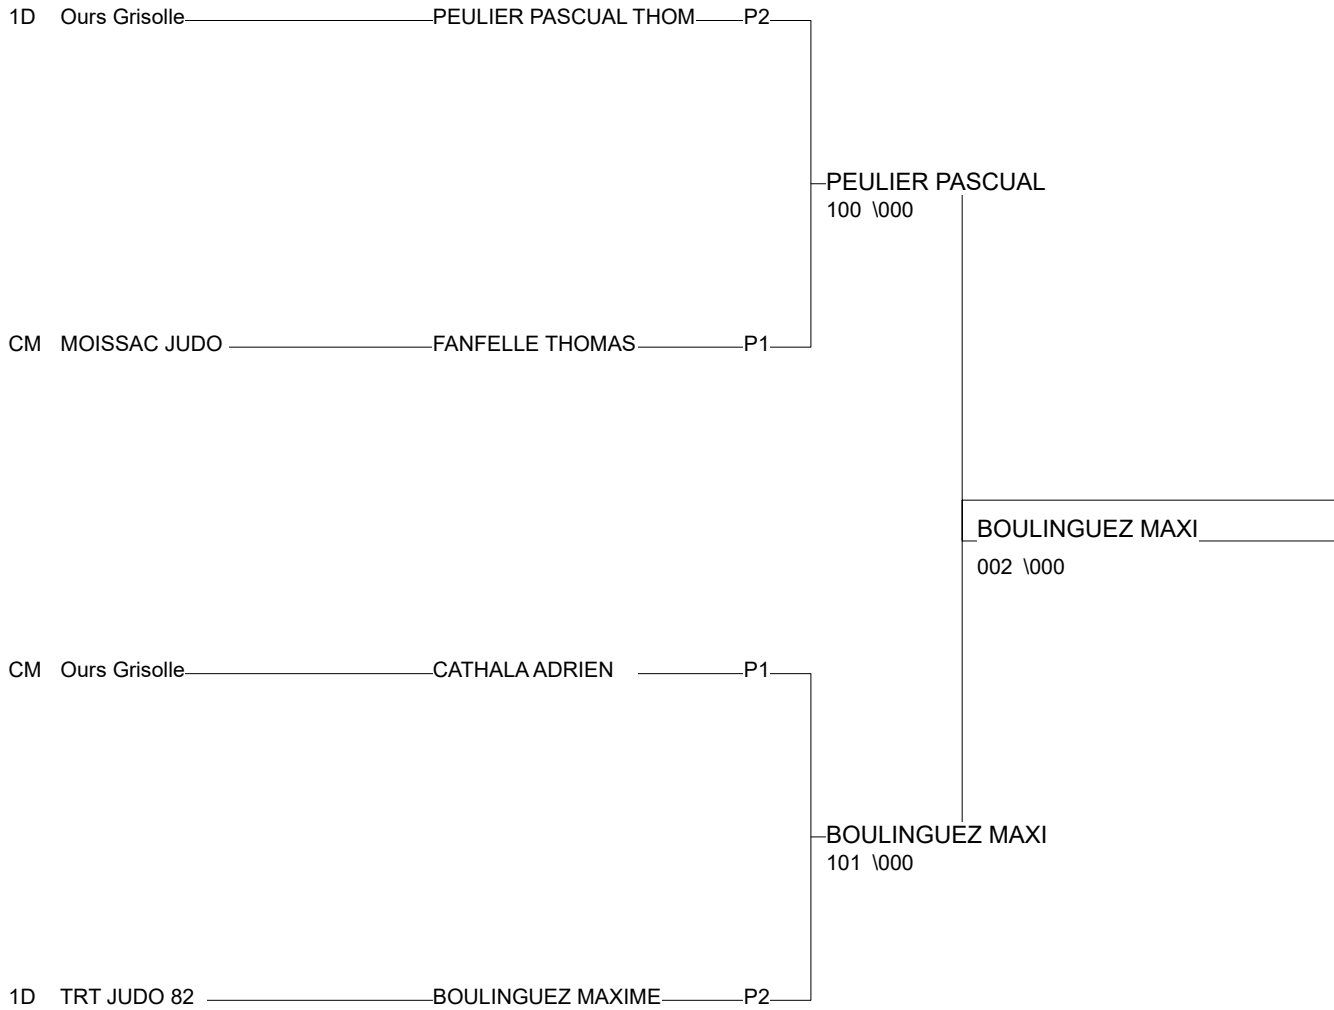 1D Ours Grisolle PEULIER PASCUAL THOM P2
PEULIER PASCUAL
100 \000
CM MOISSAC JUDO FANFELLE THOMAS P1
BOULINGUEZ MAXI
002 \000
CM Ours Grisolle CATHALA ADRIEN P1
BOULINGUEZ MAXI
101 \000
1D TRT JUDO 82 BOULINGUEZ MAXIME P2